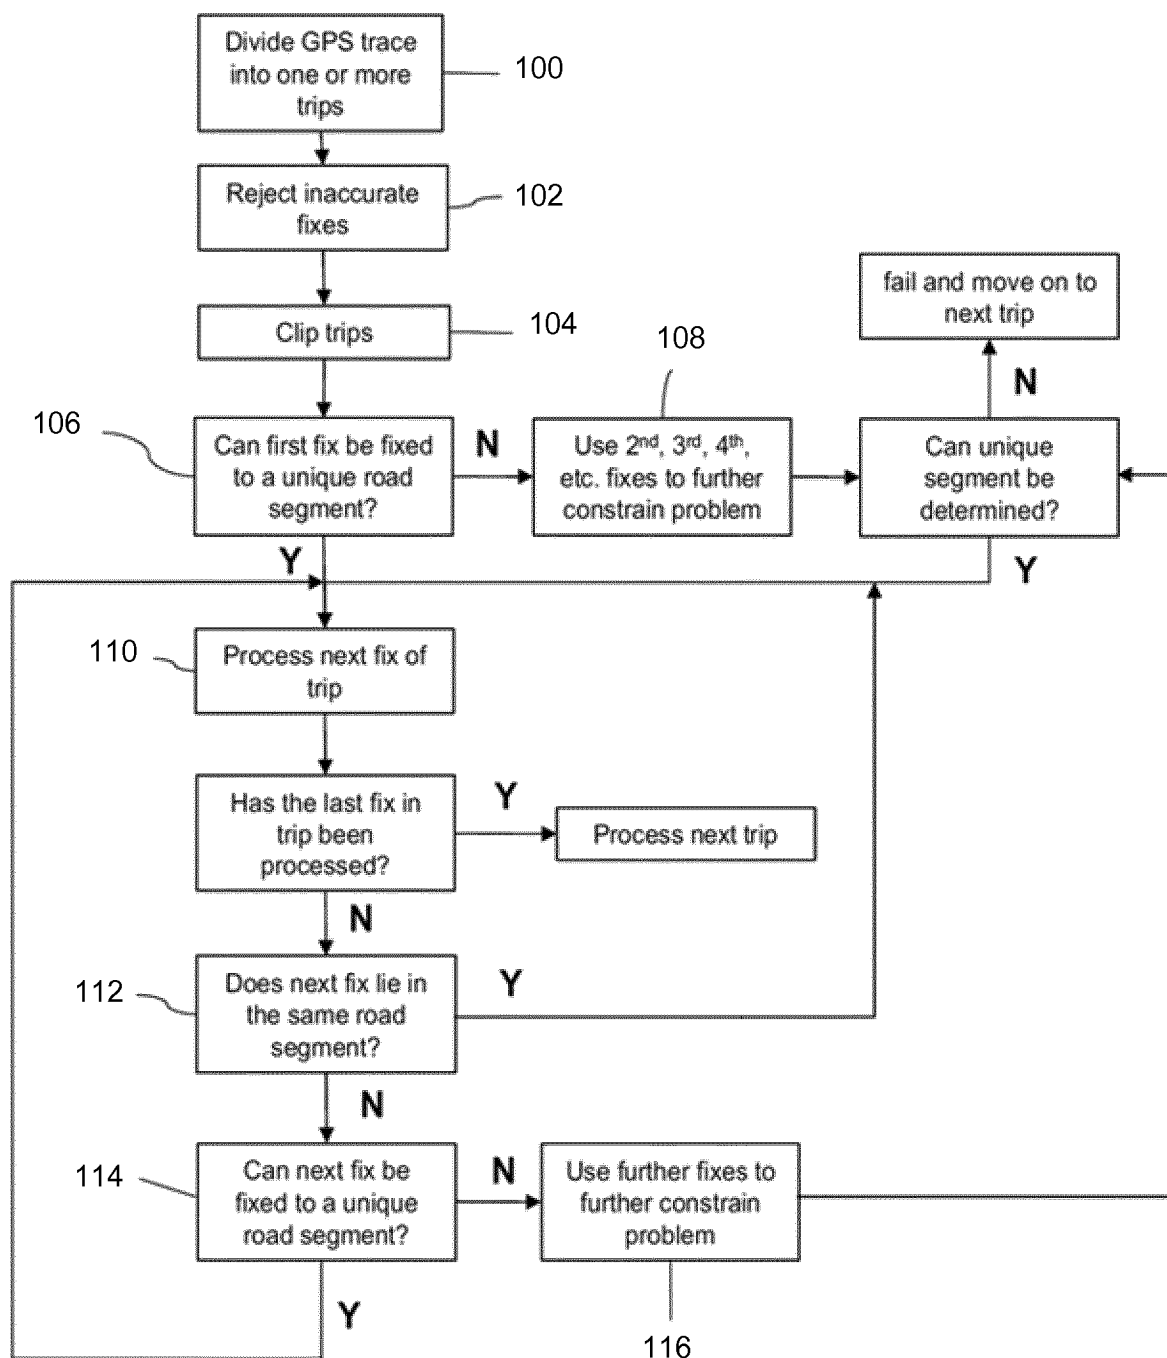 Divide GPS trace
into one or more
trips
100
Reject inaccurate
fixes
102
Clip trips
104
fail and move on to
next trip
108
N
106
Can first fix be fixed
to a unique road
segment?
N
Use 2nd, 3rd, 4th,
etc. fixes to further
constrain problem
Can unique
segment be
determined?
Y
Y
110
Process next fix of
trip
Has the last fix in
trip been
processed?
Y
Process next trip
N
112
Does next fix lie in
the same road
segment?
Y
N
114
Can next fix be
fixed to a unique
road segment?
N
Use further fixes to
further constrain
problem
Y
116